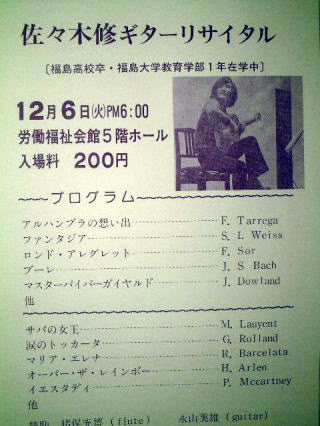 佐々木修ギターリサイタル
〔福島高校卒・福島大学教育学部1年在学中〕
12月6日(火)PM6:00
労働福祉会館5階ホール
入場料 200円
プログラム
アルハンブラの想い出 F. Tarrega
ファンタジア S. L Weiss
ロンド・アレグレット F. Sor
ブーレ J. S Bach
マスターパイパーガイヤルド J. Dowland
他
サバの女王 M. Lauyent
涙のトッカータ G. Rolland
マリア・エレナ R. Barcelata
オーバー・ザ・レインボー H. Arlen
イエスタディ P. Mccartney
他
賛助 (flute) 永山美雄 (guitar)